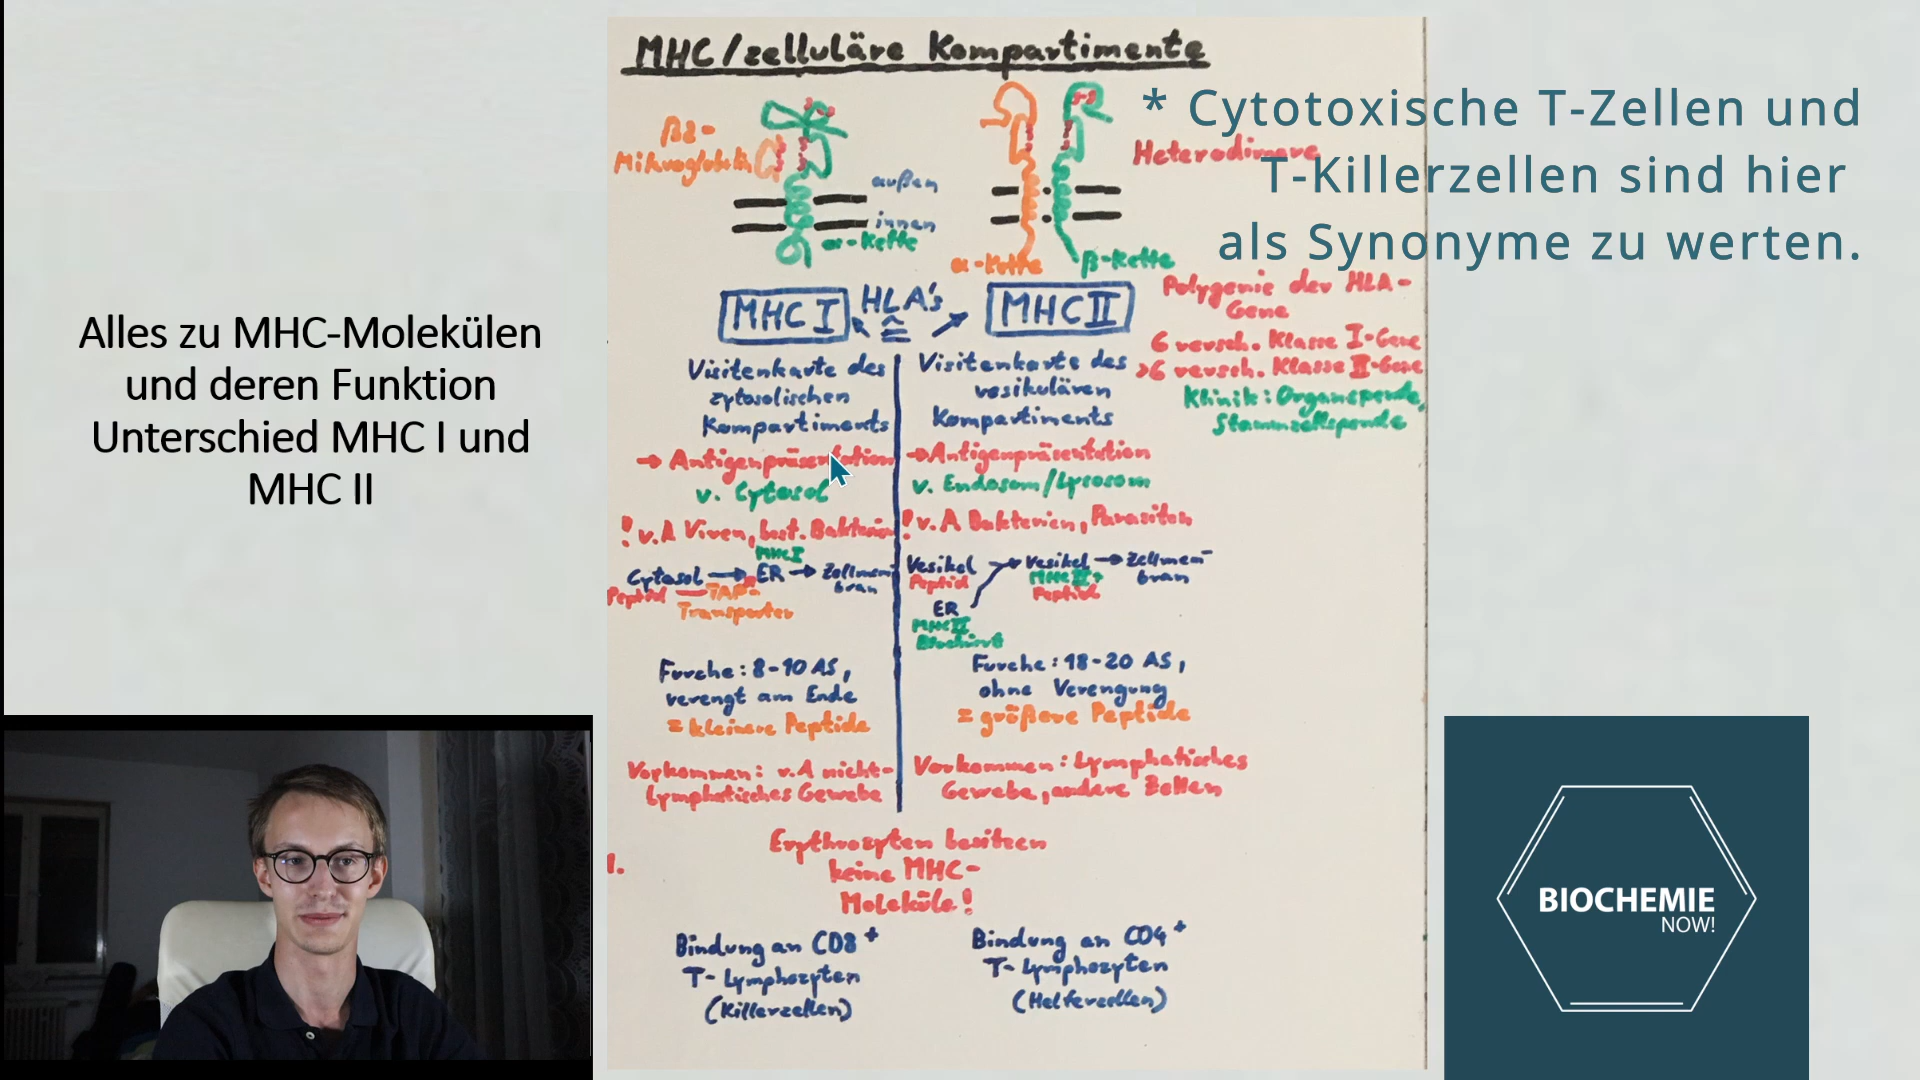 MHC/zelluläre Kompartimente
* Cytotoxische T-Zellen und
T-Killerzellen sind hier
als Synonyme zu werten.
Alles zu MHC-Molekülen
und deren Funktion
Unterschied MHC I und
MHC II
β2-
Mikroglobulin
außen
innen
α-Kette
α-Kette
β-Kette
Heterodimere
MHC I
HLA's
MHC II
Polygenie der HLA-
Gene
6 versch. Klasse I-Gene
>6 versch. Klasse II-Gene
Klinik: Organspende,
Stammzellspende
Visitenkarte des
zytosolischen
Kompartiments
→ Antigenpräsentation
v. Cytosol
! v.A Viren, best. Bakterien
MHC I
Cytosol → ER → Zellmem-
bran
Peptid TAP-
Transporter
Furche: 8-10 AS,
verengt am Ende
= kleinere Peptide
Vorkommen: v.A nicht-
lymphatisches Gewebe
Visitenkarte des
vesikulären
Kompartiments
→ Antigenpräsentation
v. Endosom/Lysosom
! v.A Bakterien, Parasiten
Vesikel → Vesikel → Zellmem-
bran
Peptid
MHC II +
Peptid
ER
MHC II
Blockiert
Furche: 18-20 AS,
ohne Verengung
= größere Peptide
Vorkommen: Lymphatisches
Gewebe, andere Zellen
Erythrozyten besitzen
keine MHC-
Moleküle!
Bindung an CD8+
T-Lymphozyten
(Killerzellen)
Bindung an CD4+
T-Lymphozyten
(Helferzellen)
BIOCHEMIE
NOW!